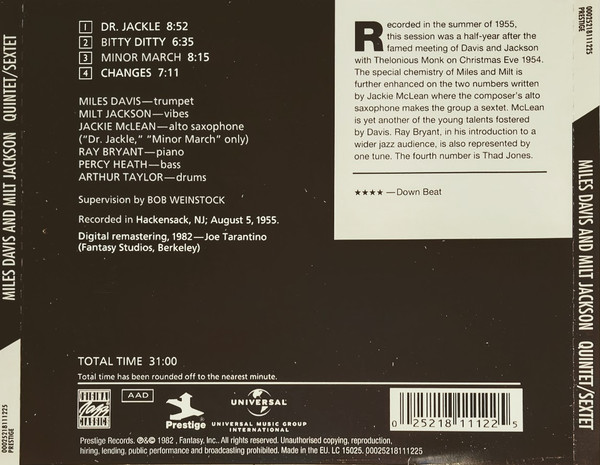 MILES DAVIS AND MILT JACKSON QUINTET/SEXTET
00025218111225
PRESTIGE
1 DR. JACKLE 8:52
2 BITTY DITTY 6:35
3 MINOR MARCH 8:15
4 CHANGES 7:11
MILES DAVIS—trumpet
MILT JACKSON—vibes
JACKIE McLEAN—alto saxophone
("Dr. Jackle," "Minor March" only)
RAY BRYANT—piano
PERCY HEATH—bass
ARTHUR TAYLOR—drums
Supervision by BOB WEINSTOCK
Recorded in Hackensack, NJ; August 5, 1955.
Digital remastering, 1982—Joe Tarantino
(Fantasy Studios, Berkeley)
Recorded in the summer of 1955,
this session was a half-year after the
famed meeting of Davis and Jackson
with Thelonious Monk on Christmas Eve 1954.
The special chemistry of Miles and Milt is
further enhanced on the two numbers written
by Jackie McLean where the composer's alto
saxophone makes the group a sextet. McLean
is yet another of the young talents fostered
by Davis. Ray Bryant, in his introduction to a
wider jazz audience, is also represented by
one tune. The fourth number is Thad Jones.
★★★★ —Down Beat
TOTAL TIME 31:00
Total time has been rounded off to the nearest minute.
AAD
Prestige
UNIVERSAL
UNIVERSAL MUSIC GROUP
INTERNATIONAL
0 25218 11122 5
Prestige Records. ℗&© 1982 , Fantasy, Inc.. All rights reserved. Unauthorised copying, reproduction,
hiring, lending, public performance and broadcasting prohibited. Made in the EU. LC 15025. 00025218111225
00025218111225
PRESTIGE
MILES DAVIS AND MILT JACKSON QUINTET/SEXTET